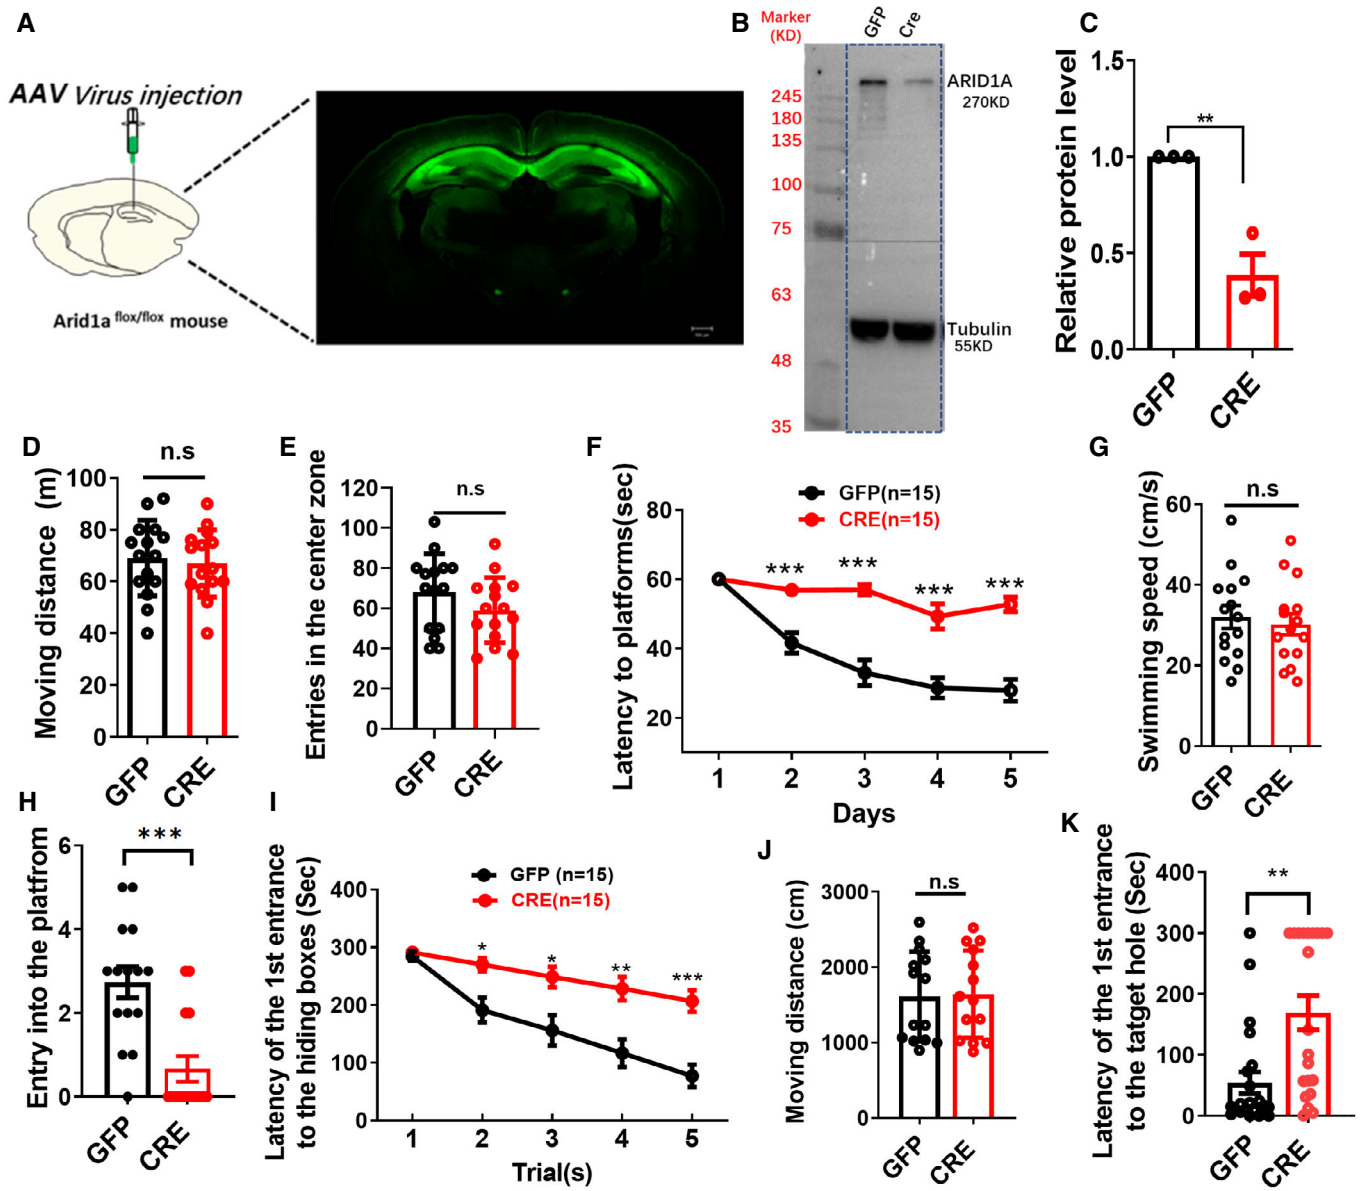 A
AAV Virus injection
Arid1a flox/flox mouse
B
Marker
(KD)
GFP
Cre
245
180
135
100
75
63
48
35
ARID1A
270KD
Tubulin
55KD
C
Relative protein level
1.5
1.0
0.5
0.0
**
GFP
CRE
D
Moving distance (m)
100
80
60
40
20
0
n.s
GFP
CRE
E
Entries in the center zone
120
100
80
60
40
20
0
n.s
GFP
CRE
F
Latency to platforms(sec)
80
60
40
20
GFP(n=15)
CRE(n=15)
***
***
***
***
1 2 3 4 5
Days
G
Swimming speed (cm/s)
60
40
20
0
n.s
GFP
CRE
H
Entry into the platfrom
6
4
2
0
***
GFP
CRE
I
Latency of the 1st entrance
to the hiding boxes (Sec)
400
300
200
100
0
GFP (n=15)
CRE(n=15)
*
*
**
***
1 2 3 4 5
Trial(s)
J
Moving distance (cm)
3000
2000
1000
0
n.s
GFP
CRE
K
Latency of the 1st entrance
to the tatget hole (Sec)
400
300
200
100
0
**
GFP
CRE